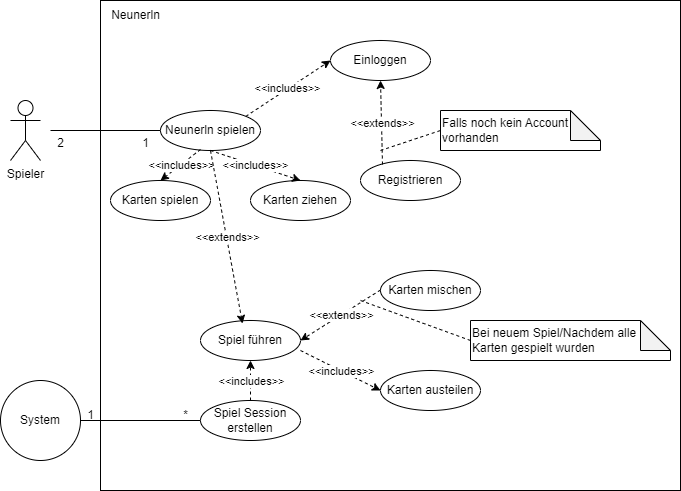 NeunerIn
Einloggen
<<includes>>
NeunerIn spielen
2
1
Spieler
<<extends>>
Falls noch kein Account
vorhanden
<<includes>>
<<includes>>
Registrieren
Karten spielen
Karten ziehen
<<extends>>
Karten mischen
<<extends>>
Spiel führen
Bei neuem Spiel/Nachdem alle
Karten gespielt wurden
<<includes>>
<<includes>>
Karten austeilen
System
1
*
Spiel Session
erstellen